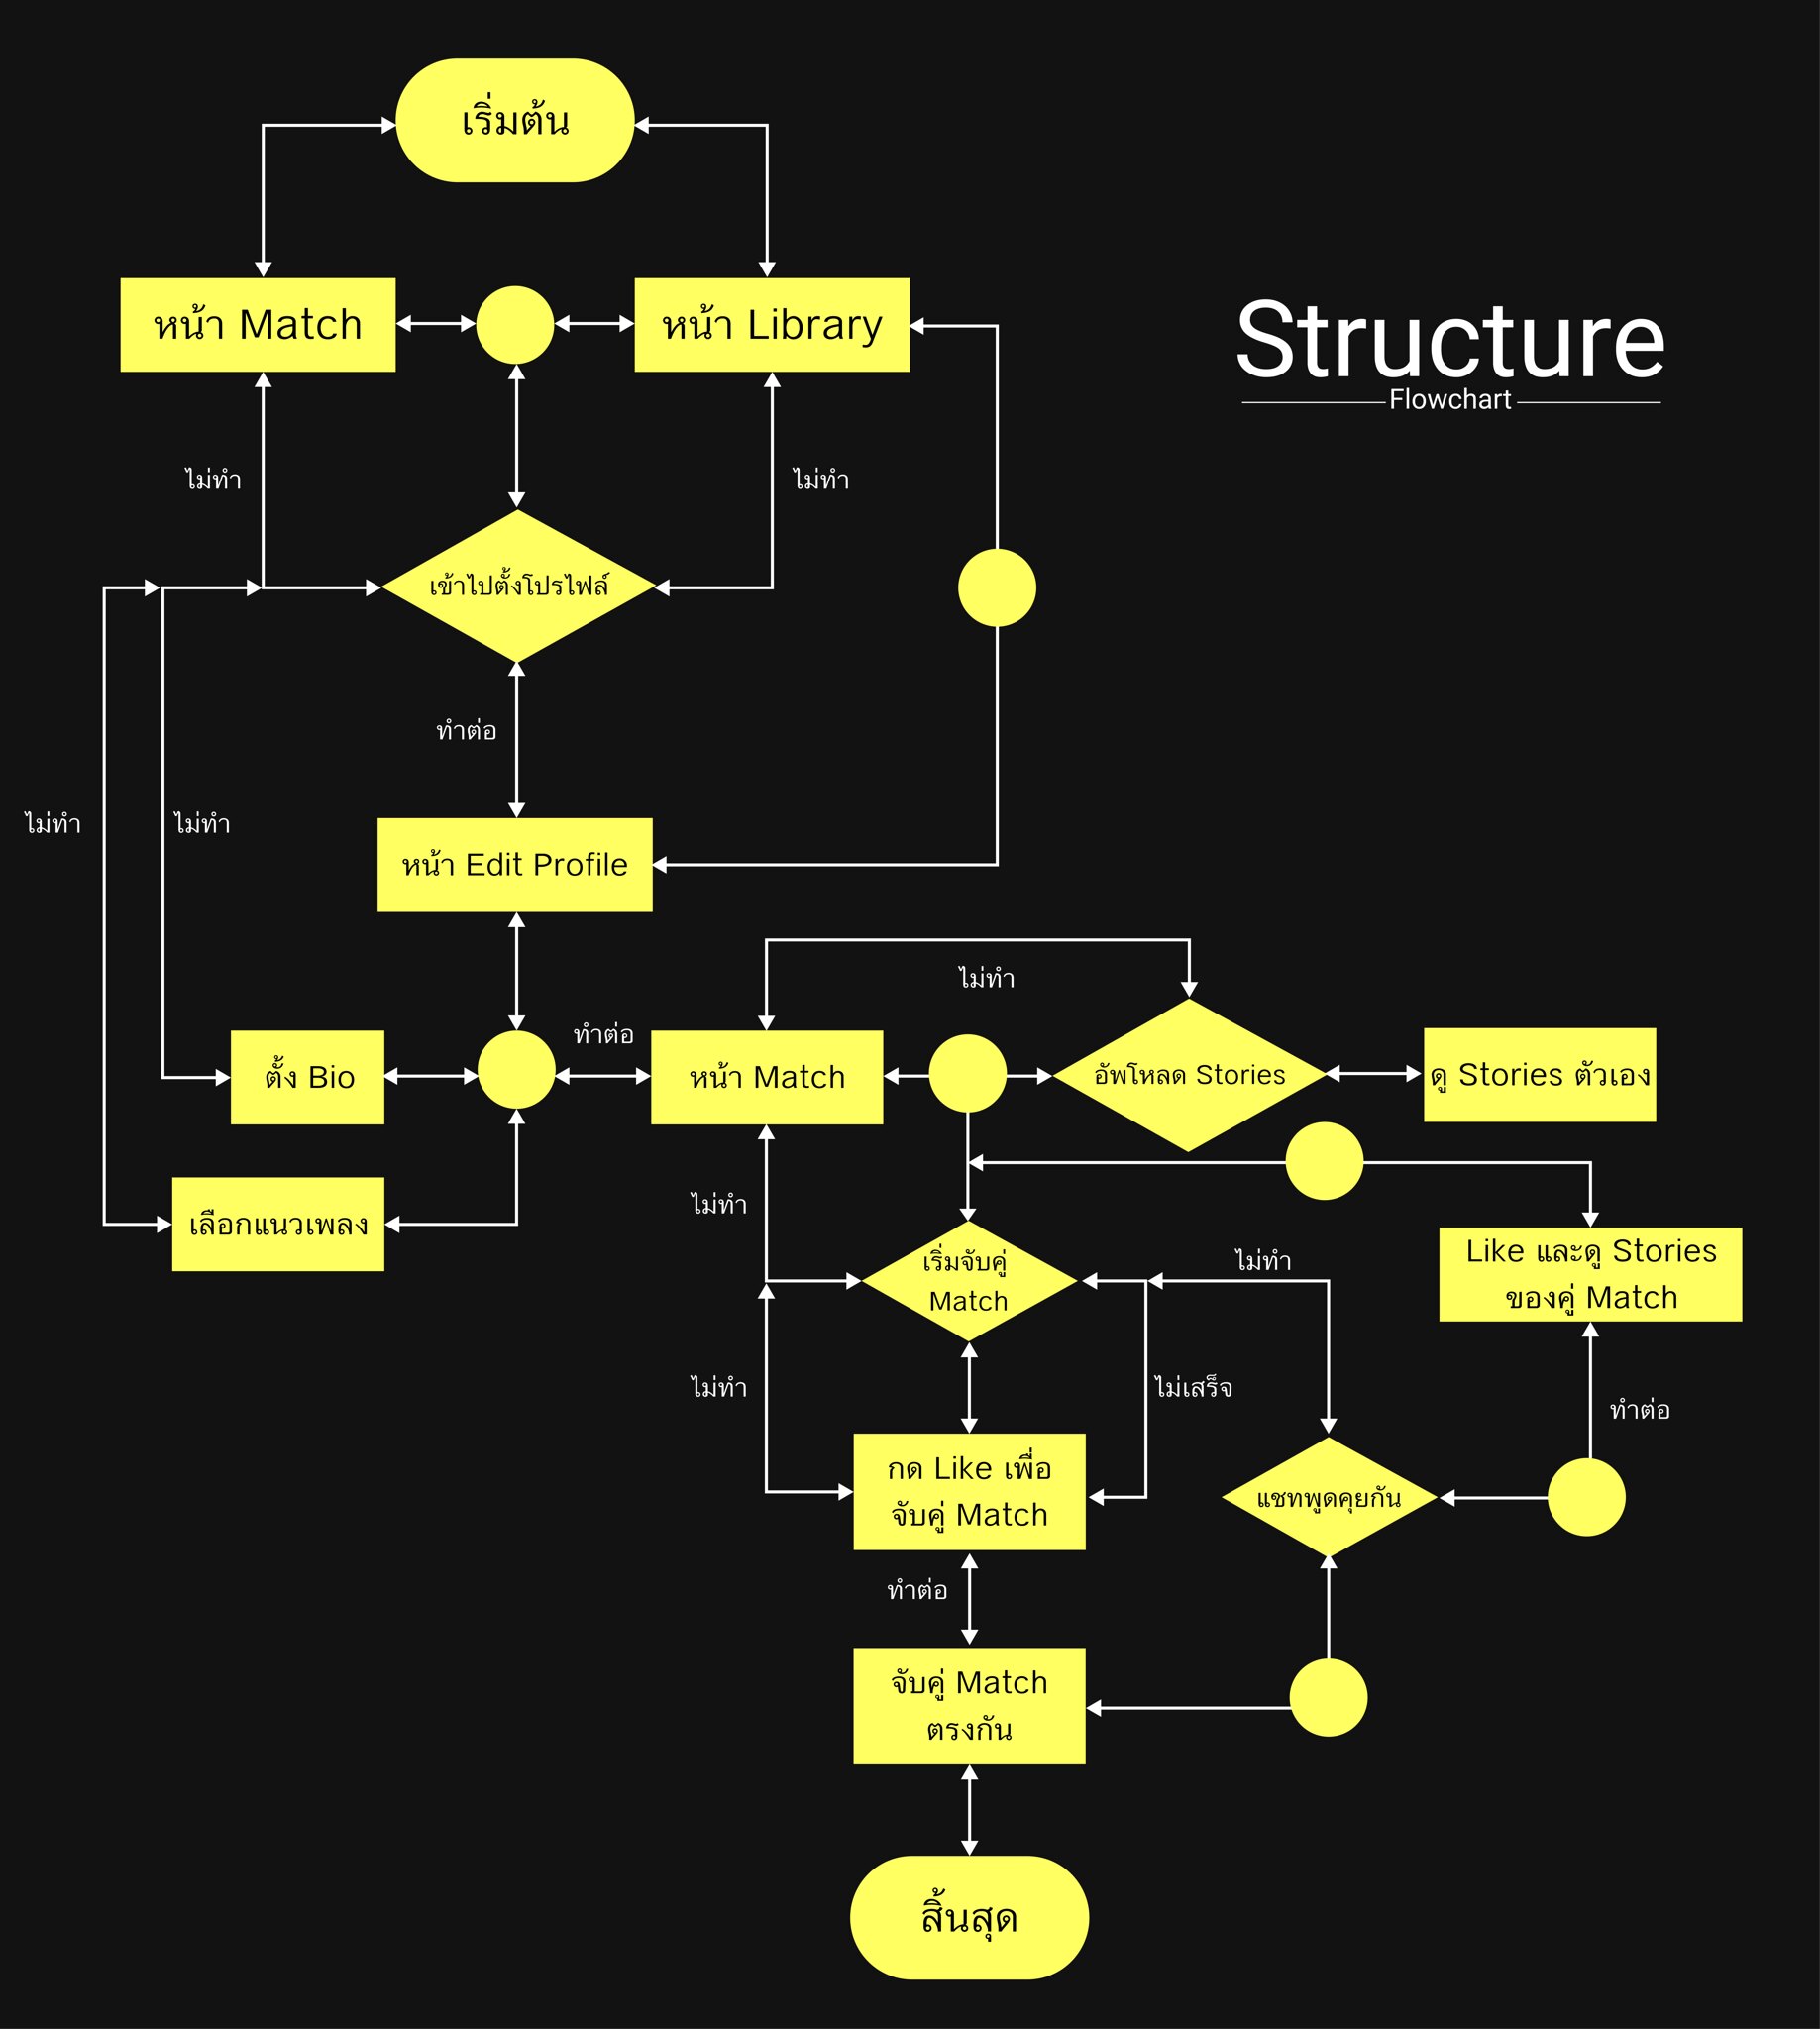 เริ่มต้น
หน้า Match
หน้า Library
Structure
Flowchart
ไม่ทำ
ไม่ทำ
เข้าไปตั้งโปรไฟล์
ทำต่อ
ไม่ทำ
ไม่ทำ
หน้า Edit Profile
ไม่ทำ
ทำต่อ
ตั้ง Bio
หน้า Match
อัพโหลด Stories
ดู Stories ตัวเอง
ไม่ทำ
เลือกแนวเพลง
เริ่มจับคู่
Match
ไม่ทำ
Like และดู Stories
ของคู่ Match
ไม่ทำ
ไม่เสร็จ
ทำต่อ
กด Like เพื่อ
จับคู่ Match
แชทพูดคุยกัน
ทำต่อ
จับคู่ Match
ตรงกัน
สิ้นสุด